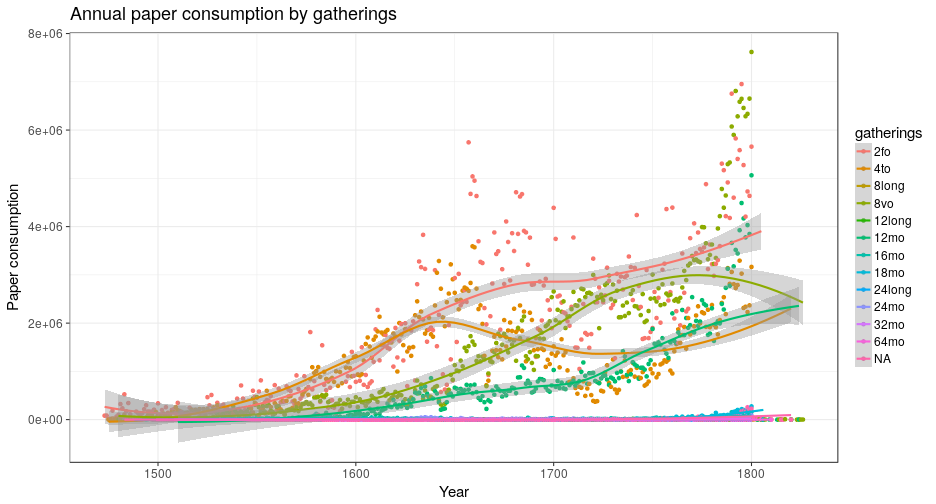 Annual paper consumption by gatherings
8e+06
6e+06
4e+06
2e+06
0e+00
Paper consumption
1500
1600
1700
1800
Year
gatherings
2fo
4to
8long
8vo
12long
12mo
16mo
18mo
24long
24mo
32mo
64mo
NA